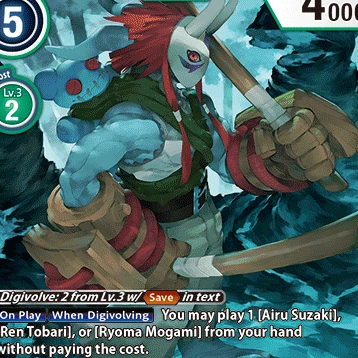 5
4000
Cost
Lv.3
2
Digivolve: 2 from Lv.3 w/ Save in text
On Play When Digivolving You may play 1 [Airu Suzaki],
[Ren Tobari], or [Ryoma Mogami] from your hand
without paying the cost.